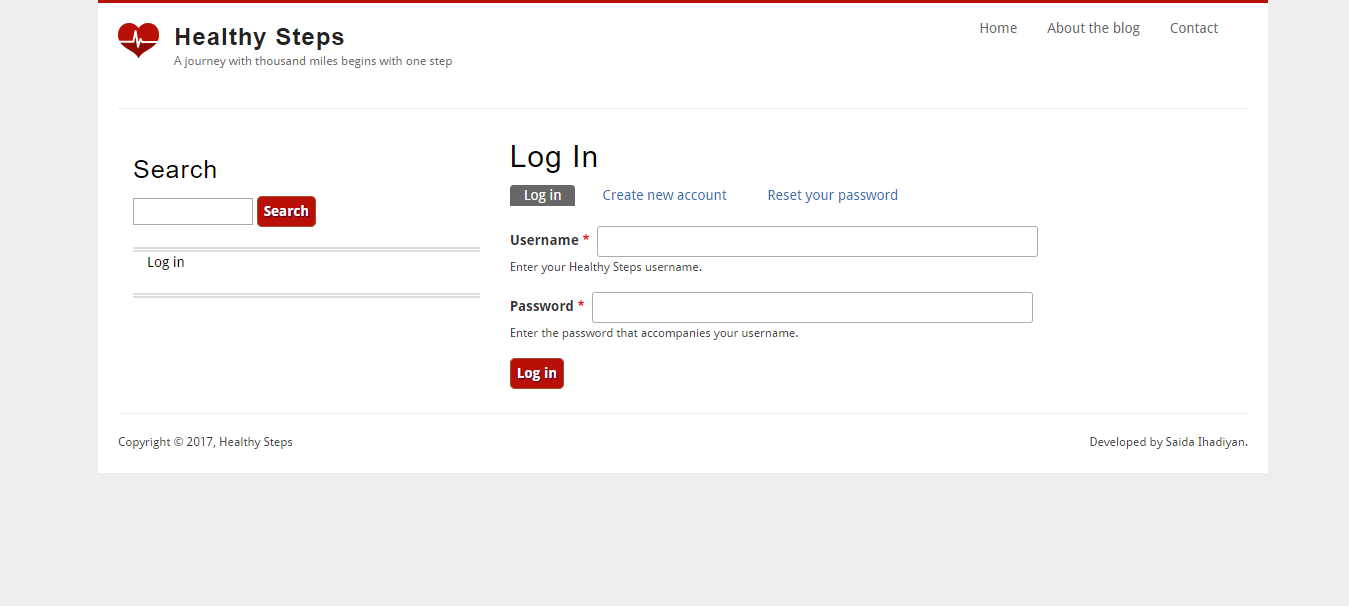 Healthy Steps
A journey with thousand miles begins with one step
Home About the blog Contact
Search
Search
Log in
Log In
Log in Create new account Reset your password
Username *
Enter your Healthy Steps username.
Password *
Enter the password that accompanies your username.
Log in
Copyright © 2017, Healthy Steps
Developed by Saida Ihadiyan.